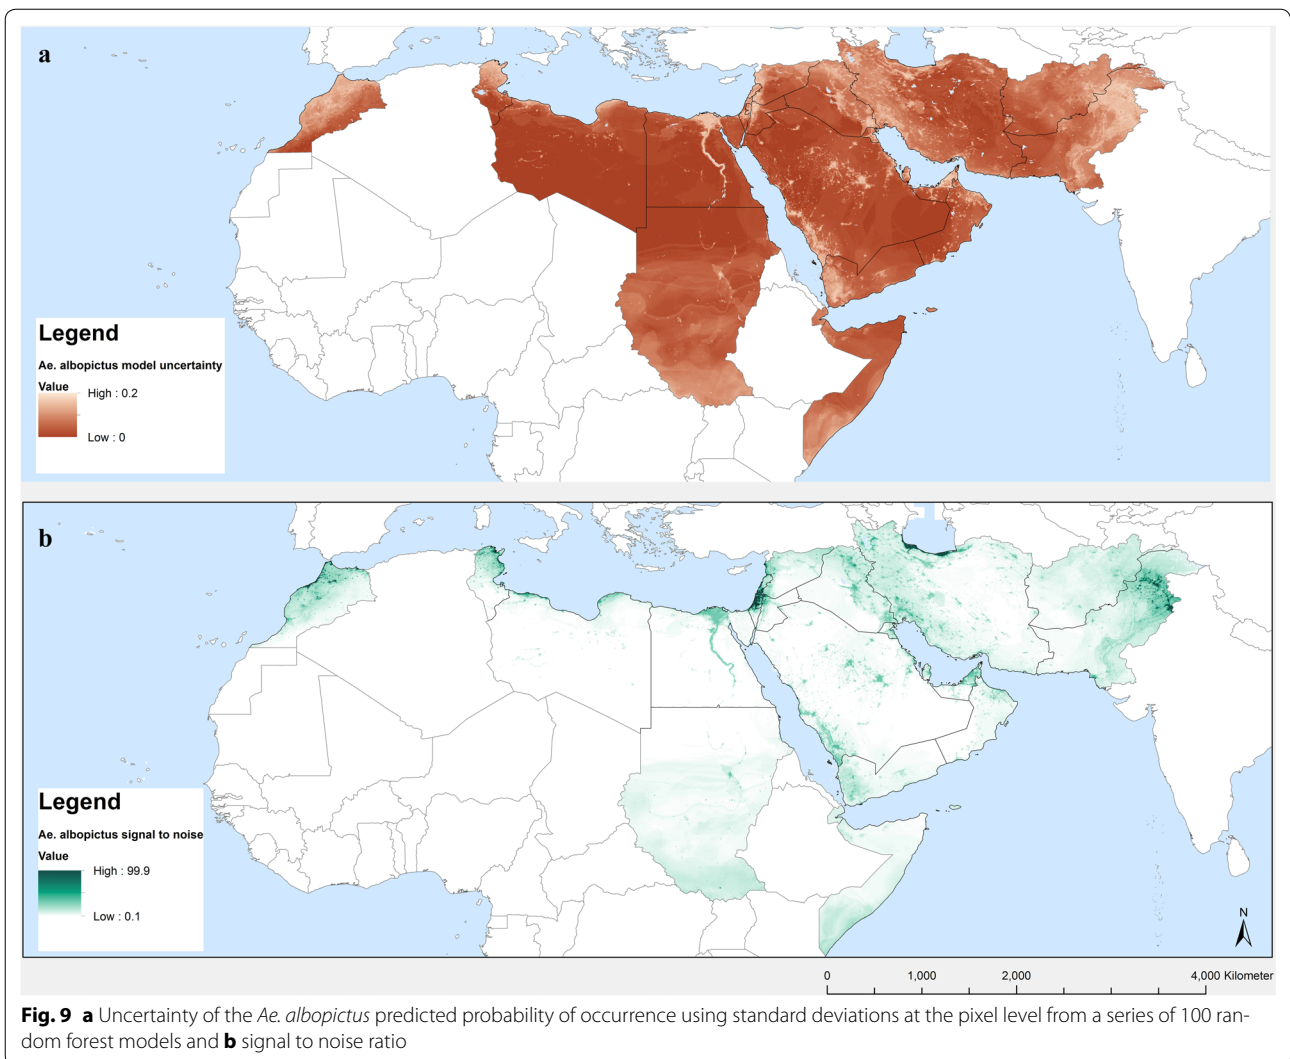 a
Legend
Ae. albopictus model uncertainty
Value
High : 0.2
Low : 0
b
Legend
Ae. albopictus signal to noise
Value
High : 99.9
Low : 0.1
N
0 1,000 2,000 4,000 Kilometer
Fig. 9 a Uncertainty of the Ae. albopictus predicted probability of occurrence using standard deviations at the pixel level from a series of 100 ran-
dom forest models and b signal to noise ratio